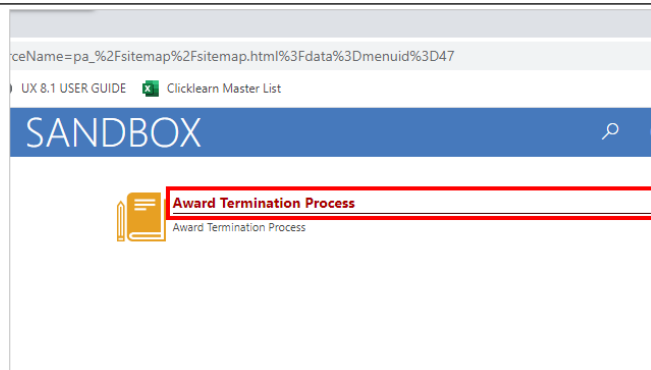 rceName=pa_%2Fsitemap%2Fsitemap.html%3Fdata%3Dmenuid%3D47
UX 8.1 USER GUIDE Clicklearn Master List
SANDBOX
Award Termination Process
Award Termination Process